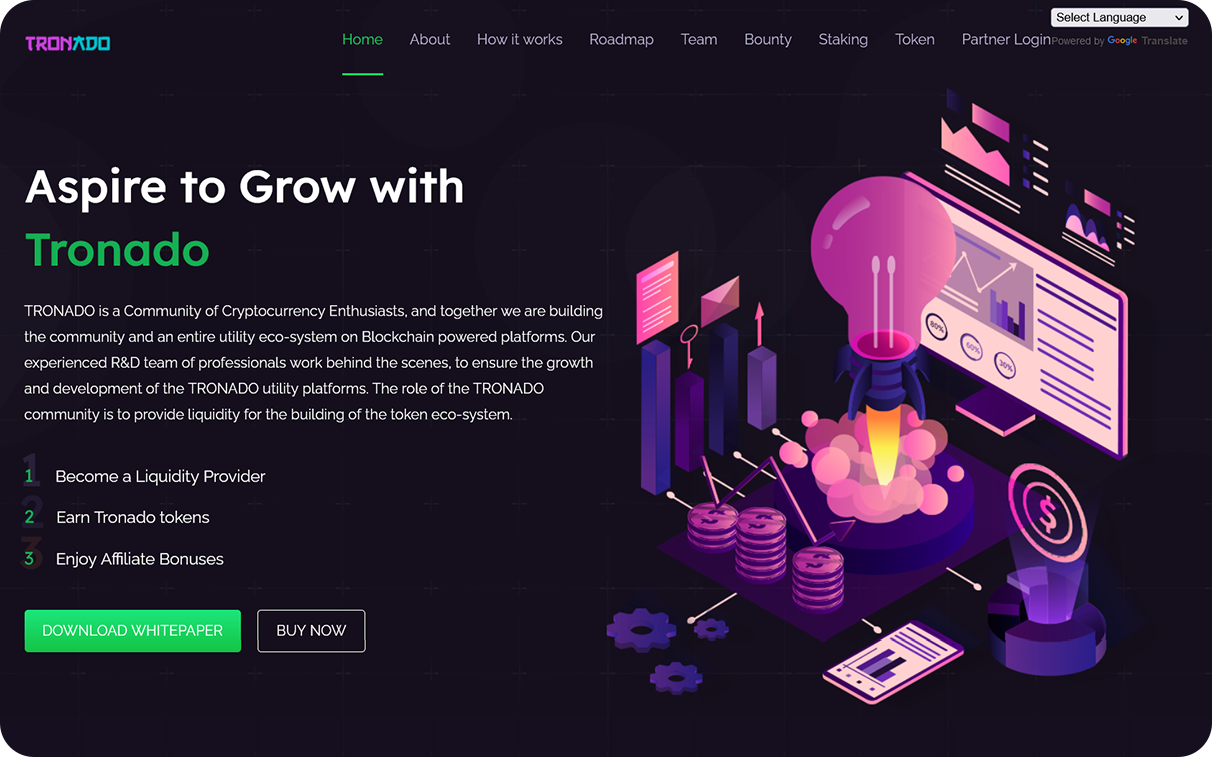 Select Language
TRONADO
Home About How it works Roadmap Team Bounty Staking Token Partner Login
Powered by Google Translate
Aspire to Grow with
Tronado
TRONADO is a Community of Cryptocurrency Enthusiasts, and together we are building
the community and an entire utility eco-system on Blockchain powered platforms. Our
experienced R&D team of professionals work behind the scenes, to ensure the growth
and development of the TRONADO utility platforms. The role of the TRONADO
community is to provide liquidity for the building of the token eco-system.
1 Become a Liquidity Provider
2 Earn Tronado tokens
3 Enjoy Affiliate Bonuses
DOWNLOAD WHITEPAPER BUY NOW
80%
60%
30%
$